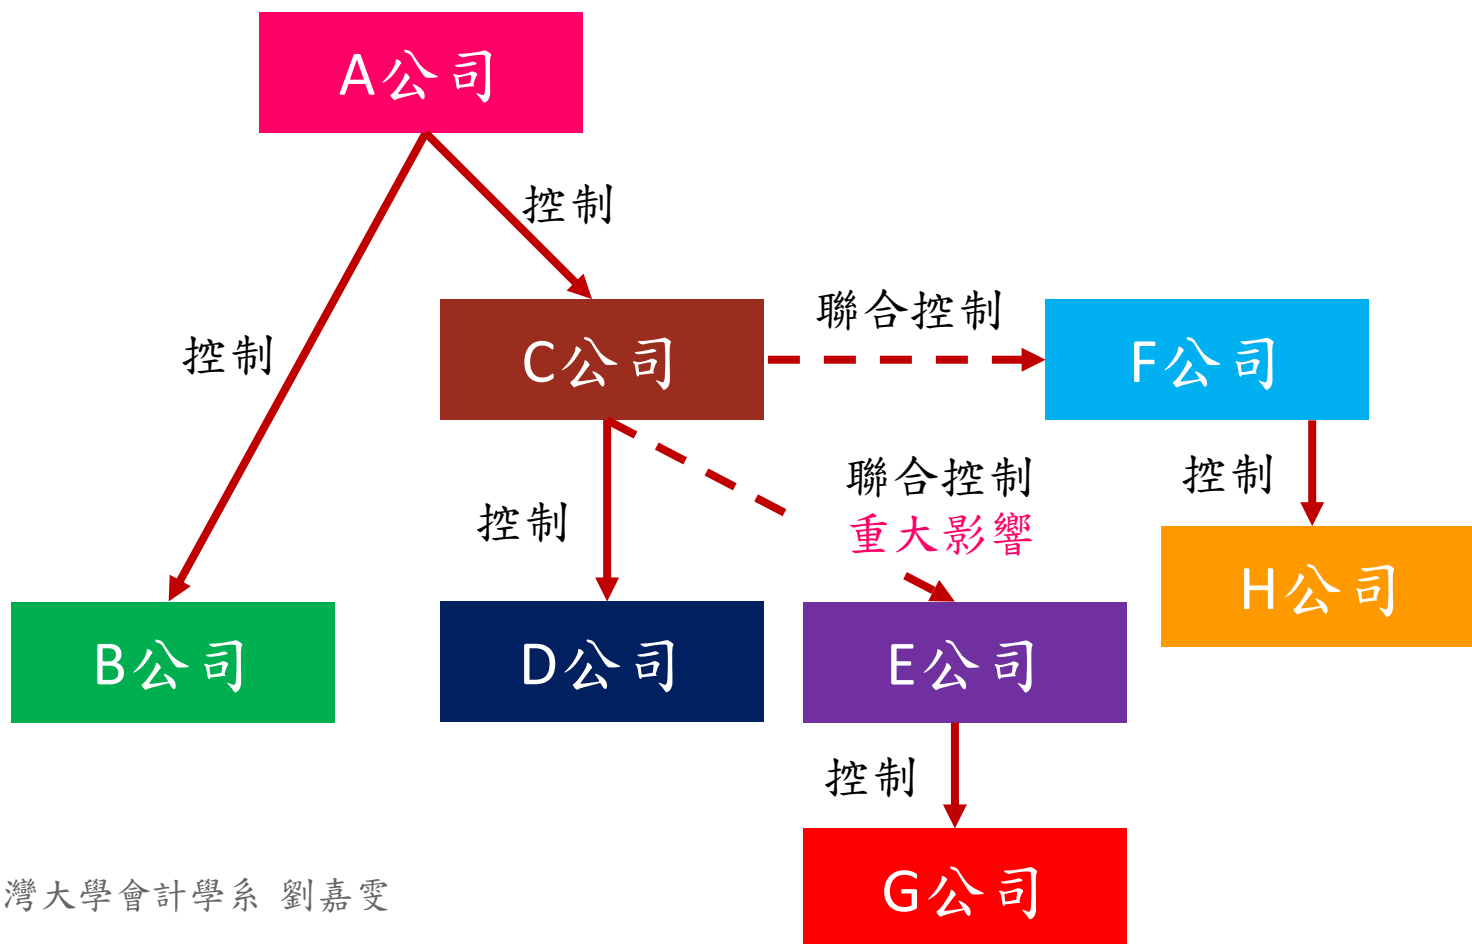 A公司
控制
控制
C公司
聯合控制
F公司
控制
聯合控制
重大影響
控制
B公司
D公司
E公司
H公司
控制
G公司
灣大學會計學系 劉嘉雯